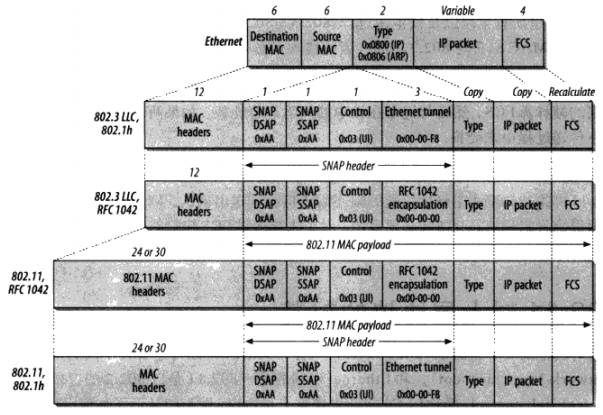 6 6 2 Variable 4
Ethernet Destination MAC Source MAC Type 0x0800 (IP) 0x0806 (ARP) IP packet FCS
12 1 1 1 3 Copy Copy Recalculate
802.3 LLC, 802.1h MAC headers SNAP DSAP 0xAA SNAP SSAP 0xAA Control 0x03 (UI) Ethernet tunnel 0x00-00-F8 Type IP packet FCS
SNAP header
12
802.3 LLC, RFC 1042 MAC headers SNAP DSAP 0xAA SNAP SSAP 0xAA Control 0x03 (UI) RFC 1042 encapsulation 0x00-00-00 Type IP packet FCS
802.11 MAC payload
24 or 30
802.11, RFC 1042 802.11 MAC headers SNAP DSAP 0xAA SNAP SSAP 0xAA Control 0x03 (UI) RFC 1042 encapsulation 0x00-00-00 Type IP packet FCS
802.11 MAC payload
SNAP header
24 or 30
802.11, 802.1h MAC headers SNAP DSAP 0xAA SNAP SSAP 0xAA Control 0x03 (UI) Ethernet tunnel 0x00-00-F8 Type IP packet FCS